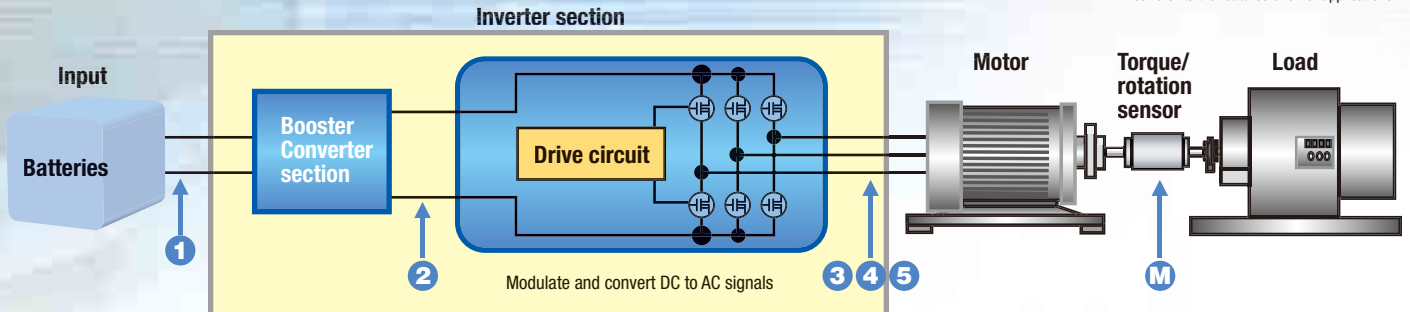 Inverter section
Input
Batteries
Booster
Converter
section
Drive circuit
Modulate and convert DC to AC signals
Motor
Torque/
rotation
sensor
Load
1
2
3 4 5
M